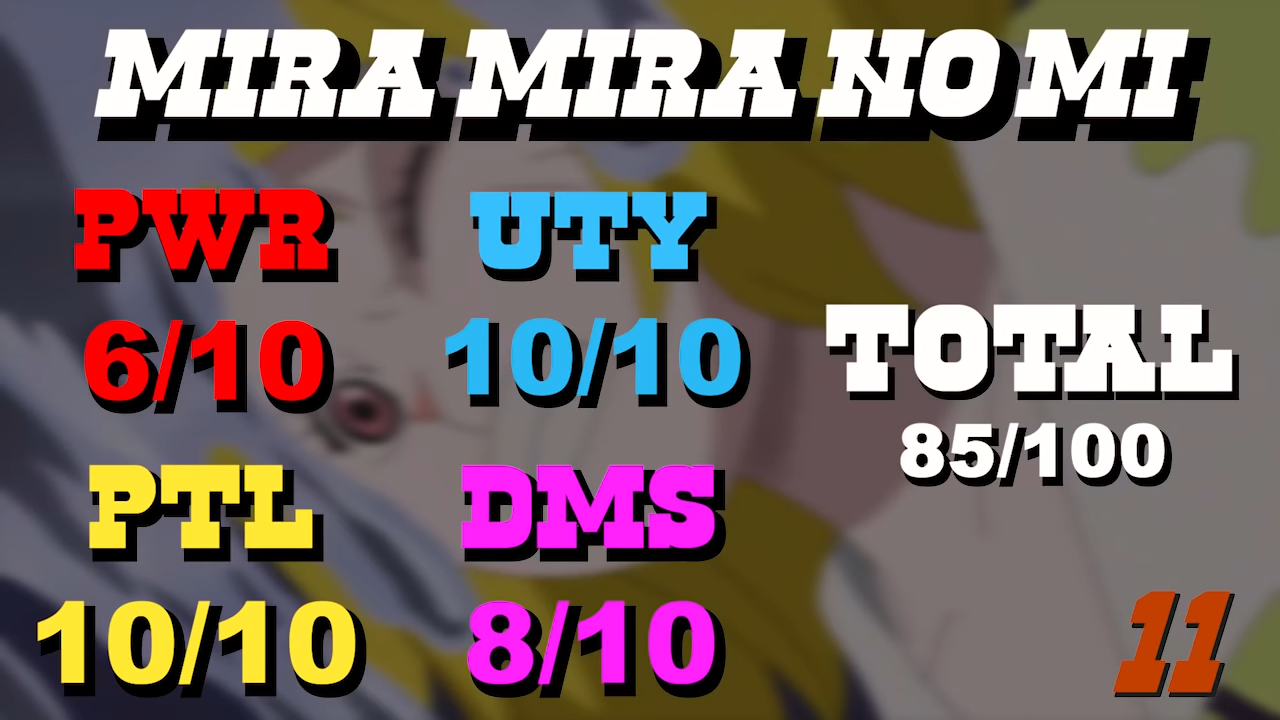 MIRA MIRA NO MI
PWR
6/10
UTY
10/10
PTL
10/10
DMS
8/10
TOTAL
85/100
11